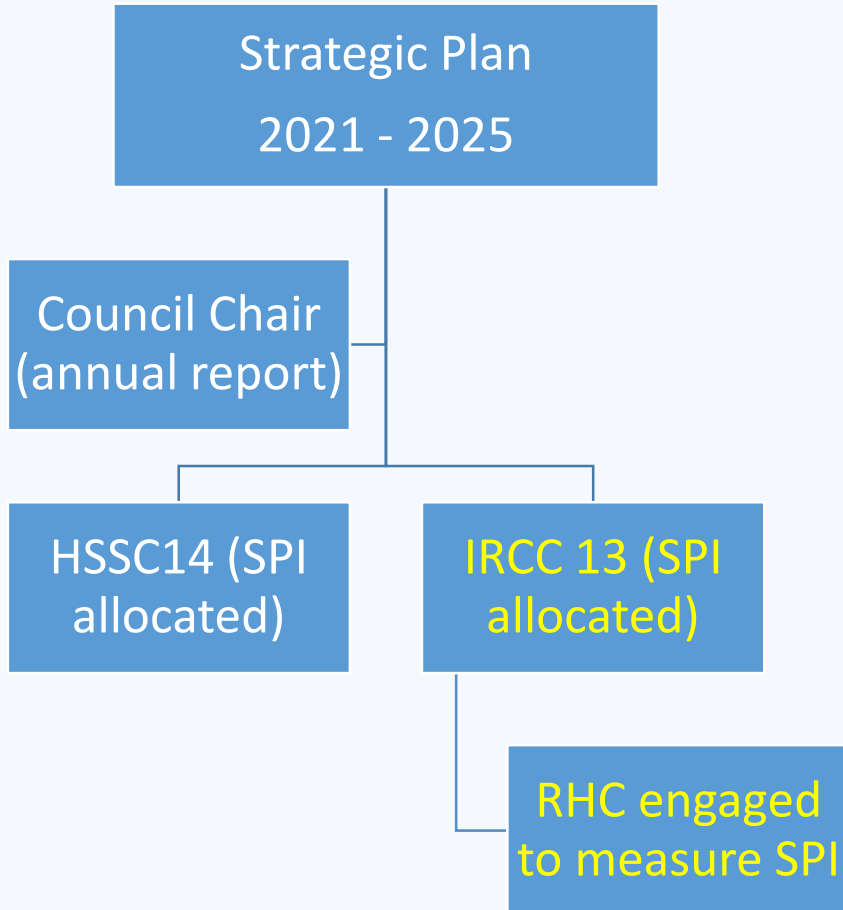 Strategic Plan
2021 - 2025
Council Chair
(annual report)
HSSC14 (SPI
allocated)
IRCC 13 (SPI
allocated)
RHC engaged
to measure SPI